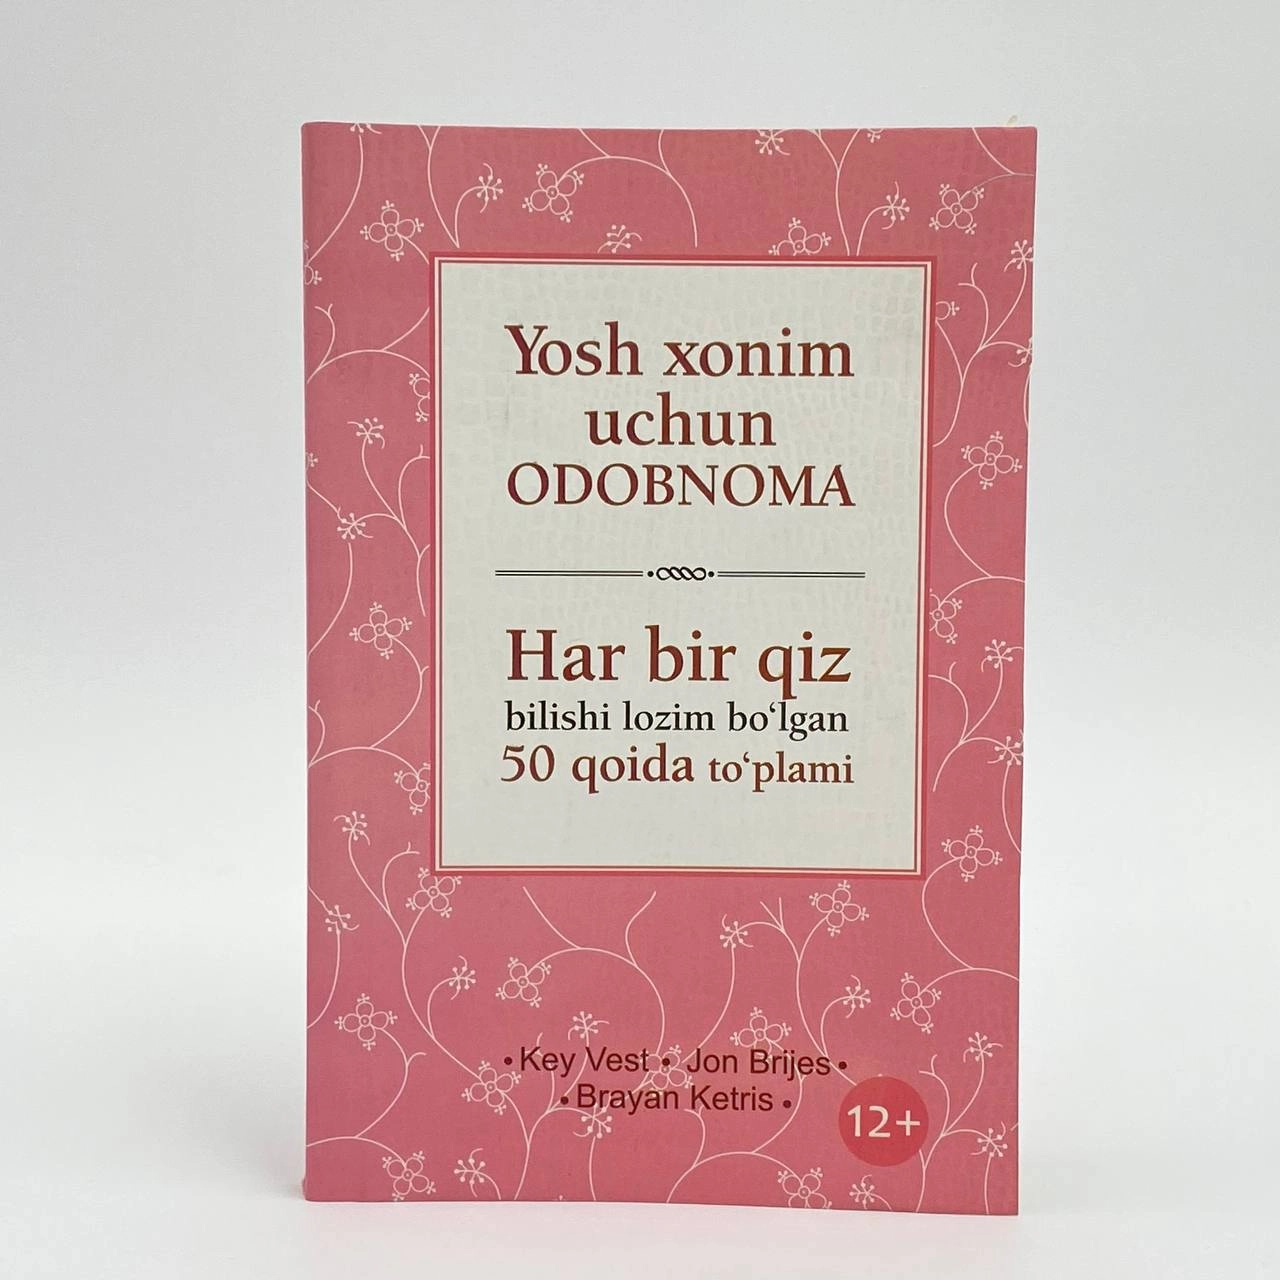 Yosh xonim
uchun
ODOBNOMA
Har bir qiz
bilishi lozim bo‘lgan
50 qoida to‘plami
• Key Vest • Jon Brijes •
• Brayan Ketris •
12+